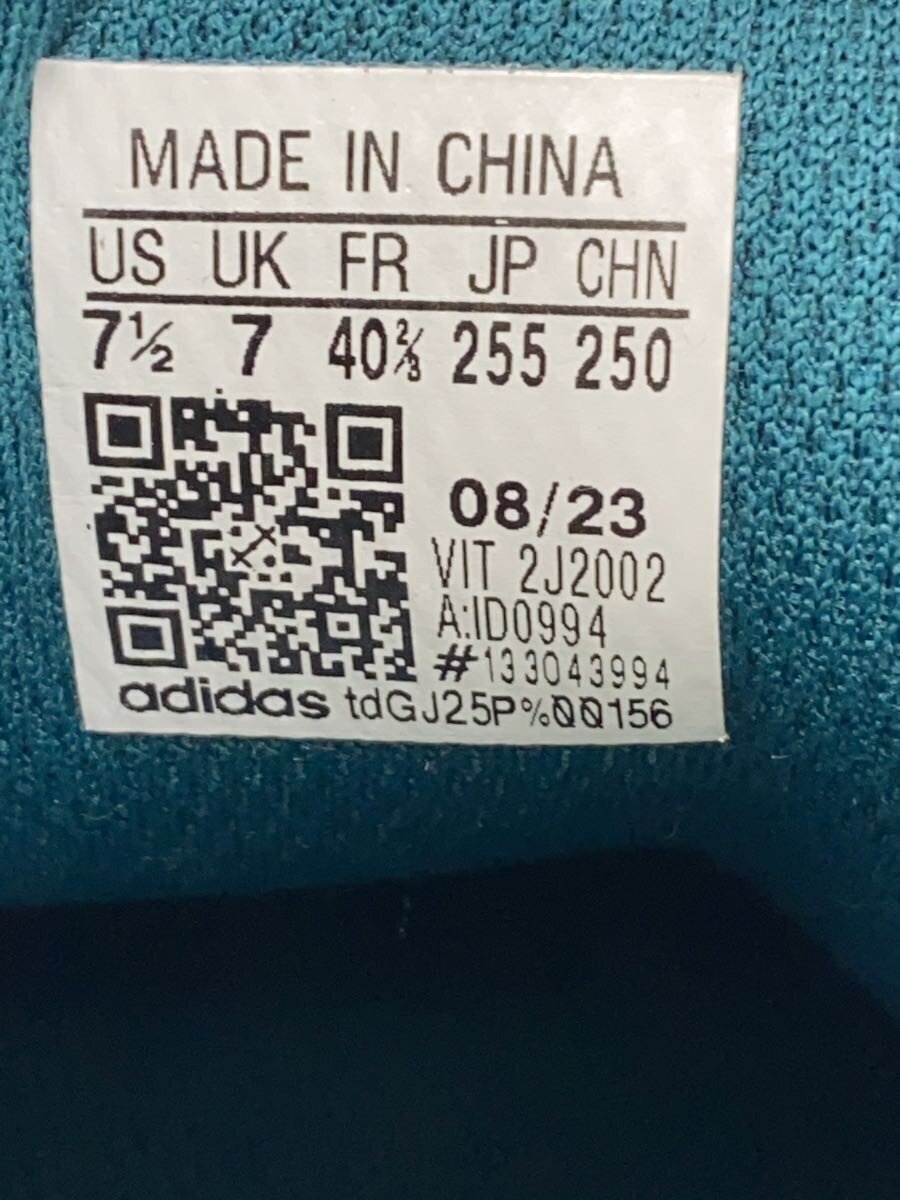 MADE IN CHINA
US UK FR JP CHN
7½ 7 40⅔ 255 250
08/23
VIT 2J2002
A:ID0994
#133043994
adidas tdGJ25P%00156